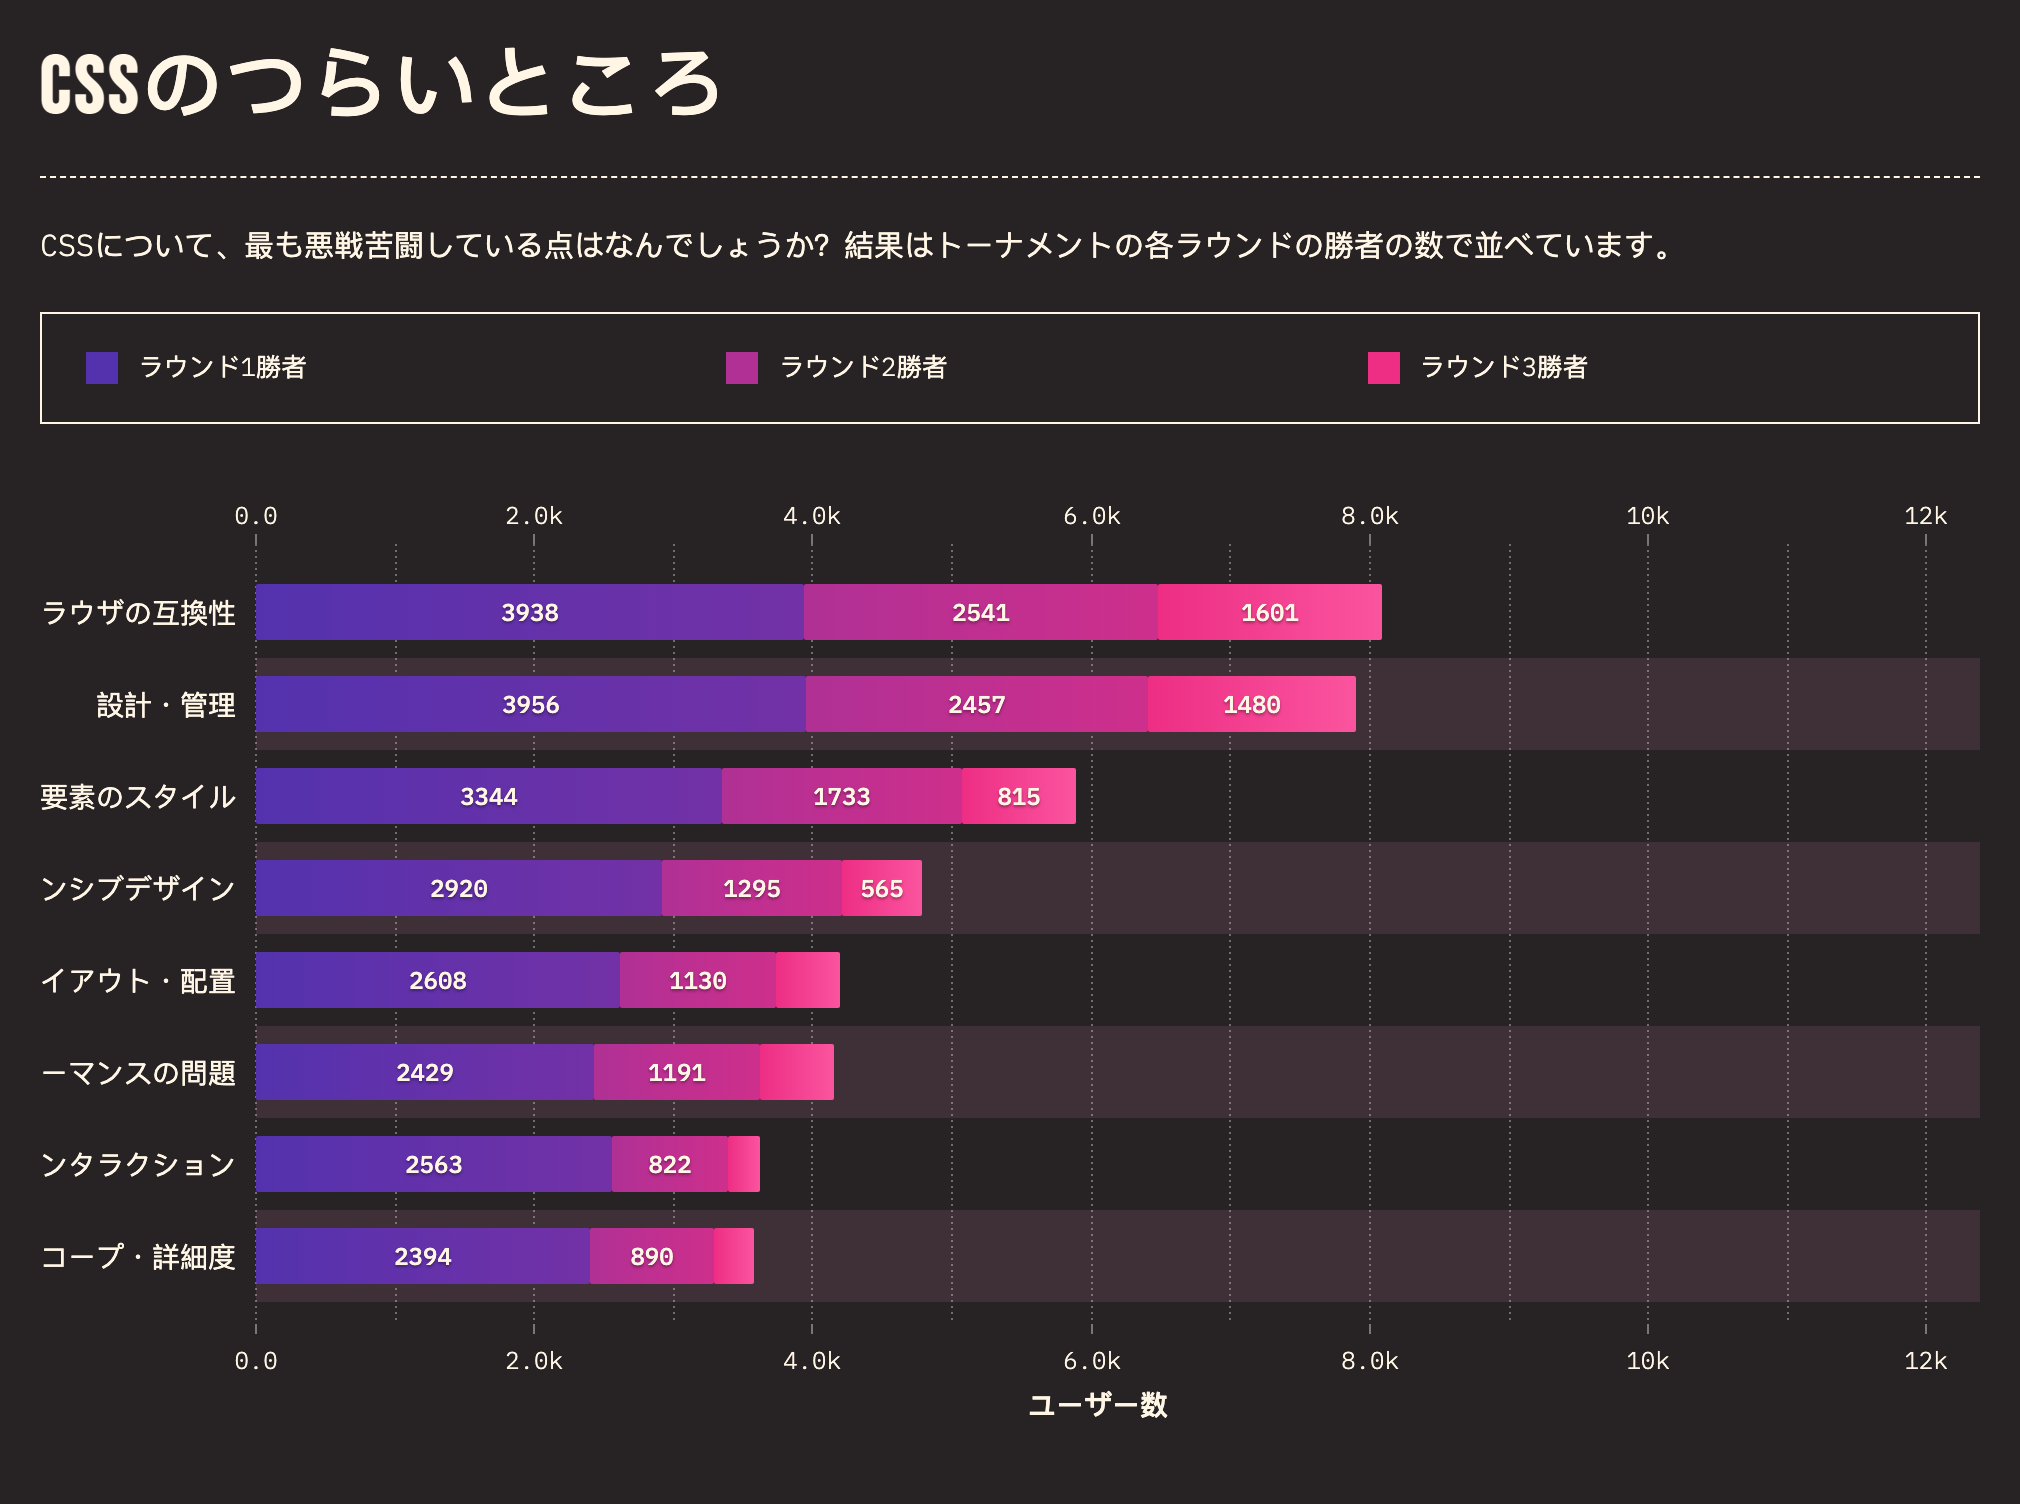 CSSのつらいところ
CSSについて、最も悪戦苦闘している点はなんでしょうか? 結果はトーナメントの各ラウンドの勝者の数で並べています。
ラウンド1勝者 ラウンド2勝者 ラウンド3勝者
0.0 2.0k 4.0k 6.0k 8.0k 10k 12k
ラウザの互換性 3938 2541 1601
設計・管理 3956 2457 1480
要素のスタイル 3344 1733 815
ンシブデザイン 2920 1295 565
イアウト・配置 2608 1130
ーマンスの問題 2429 1191
ンタラクション 2563 822
コープ・詳細度 2394 890
0.0 2.0k 4.0k 6.0k 8.0k 10k 12k
ユーザー数